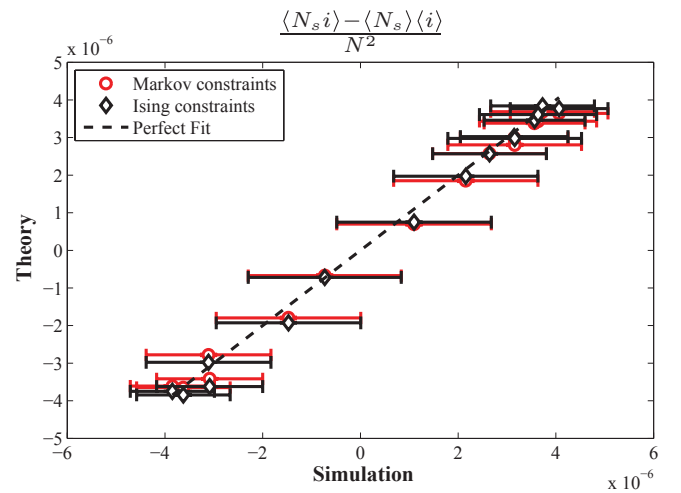 ⟨N_s i⟩−⟨N_s⟩⟨i⟩
N²
x 10⁻⁶
5
4
3
2
1
0
−1
−2
−3
−4
−5
Theory
Markov constraints
Ising constraints
Perfect Fit
−6 −4 −2 0 2 4 6
Simulation
x 10⁻⁶